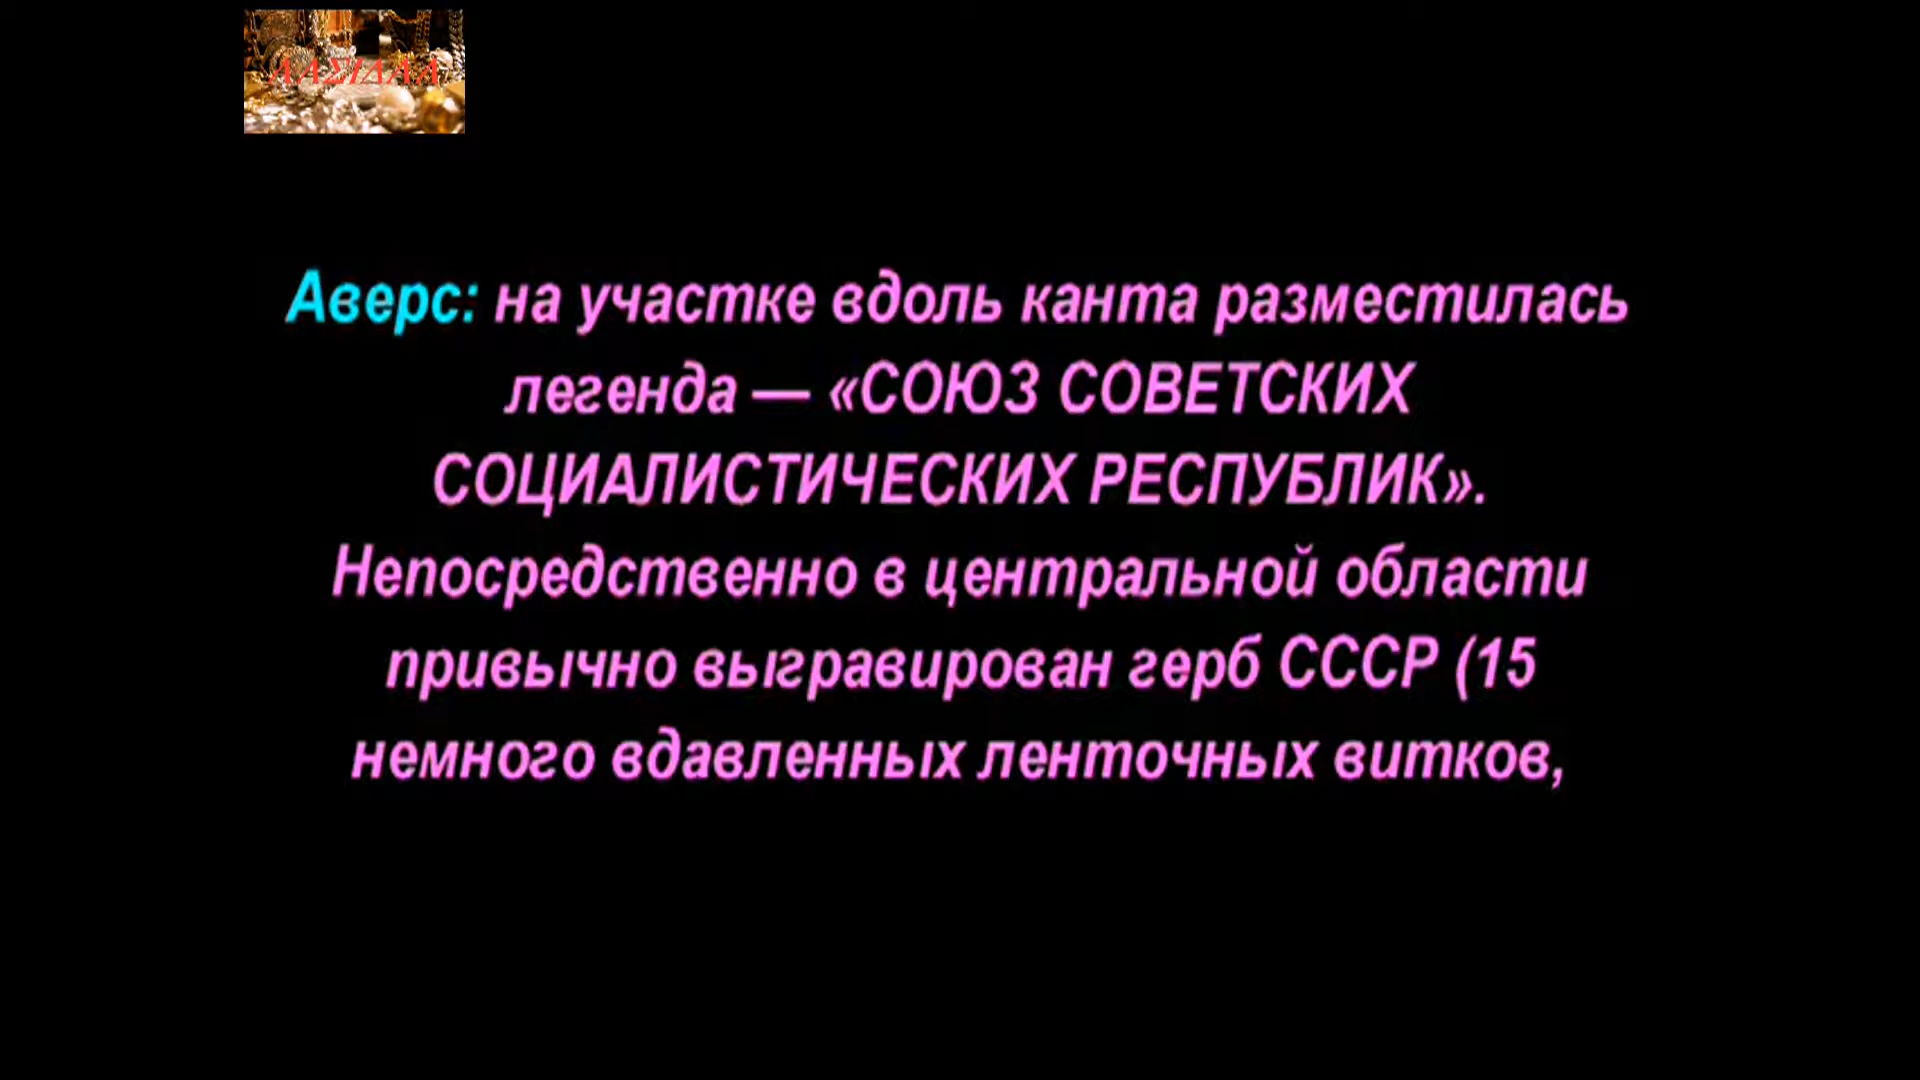 ΛΑΣΙΔΛΛ
Аверс: на участке вдоль канта разместилась
легенда — «СОЮЗ СОВЕТСКИХ
СОЦИАЛИСТИЧЕСКИХ РЕСПУБЛИК».
Непосредственно в центральной области
привычно выгравирован герб СССР (15
немного вдавленных ленточных витков,